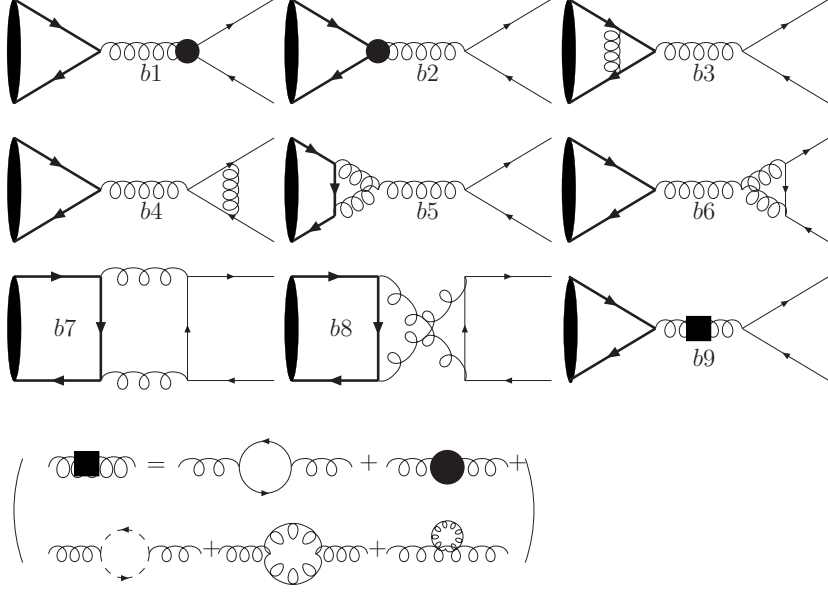 b1 b2 b3
b4 b5 b6
b7 b8 b9
( = + +
+ + )